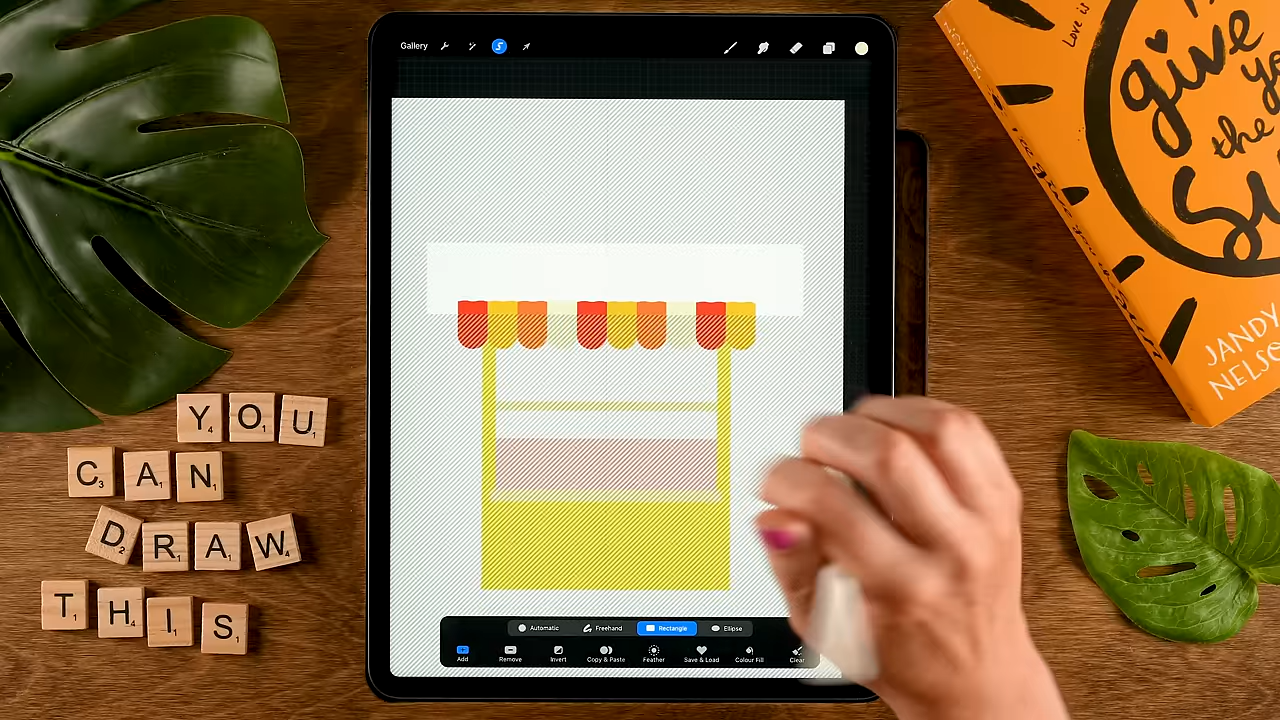 Gallery
Automatic Freehand Rectangle Ellipse
Add Remove Invert Copy & Paste Feather Save & Load Colour Fill Clear
YOU
CAN
DRAW
THIS
Love is
give
the
JANDY